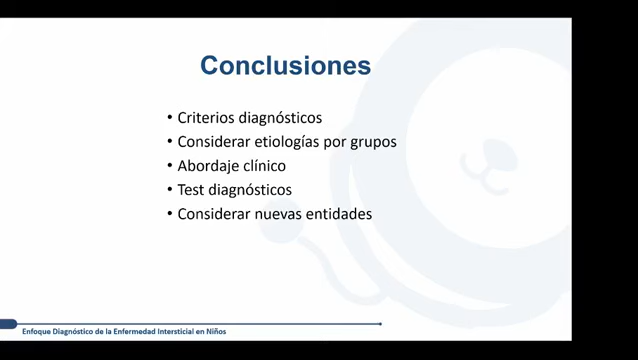 Conclusiones
• Criterios diagnósticos
• Considerar etiologías por grupos
• Abordaje clínico
• Test diagnósticos
• Considerar nuevas entidades
Enfoque Diagnóstico de la Enfermedad Intersticial en Niños